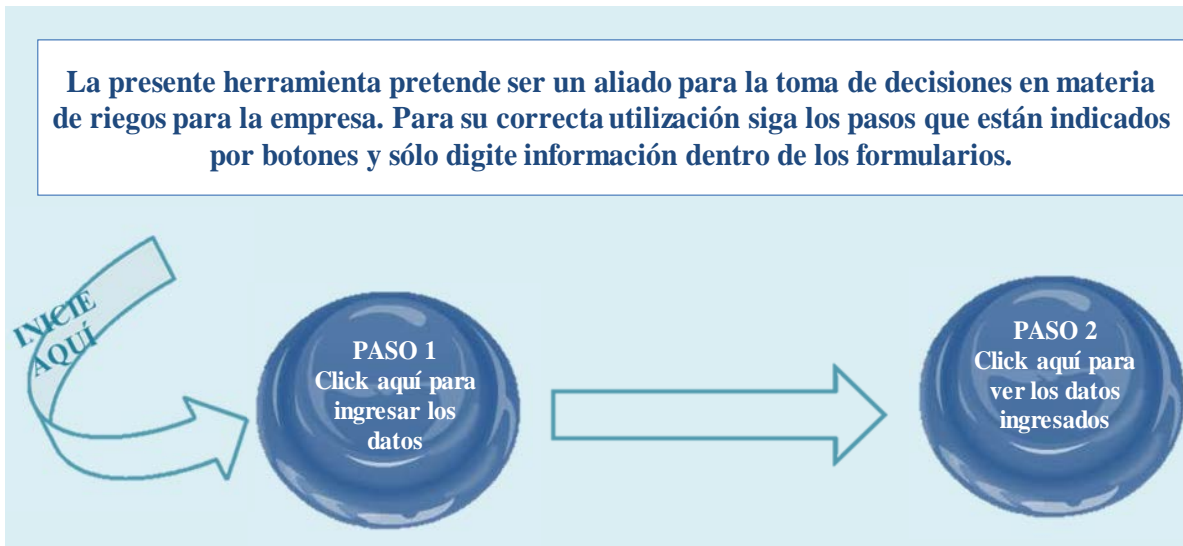 La presente herramienta pretende ser un aliado para la toma de decisiones en materia
de riegos para la empresa. Para su correcta utilización siga los pasos que están indicados
por botones y sólo digite información dentro de los formularios.
INICIE
AQUÍ
PASO 1
Click aquí para
ingresar los
datos
PASO 2
Click aquí para
ver los datos
ingresados